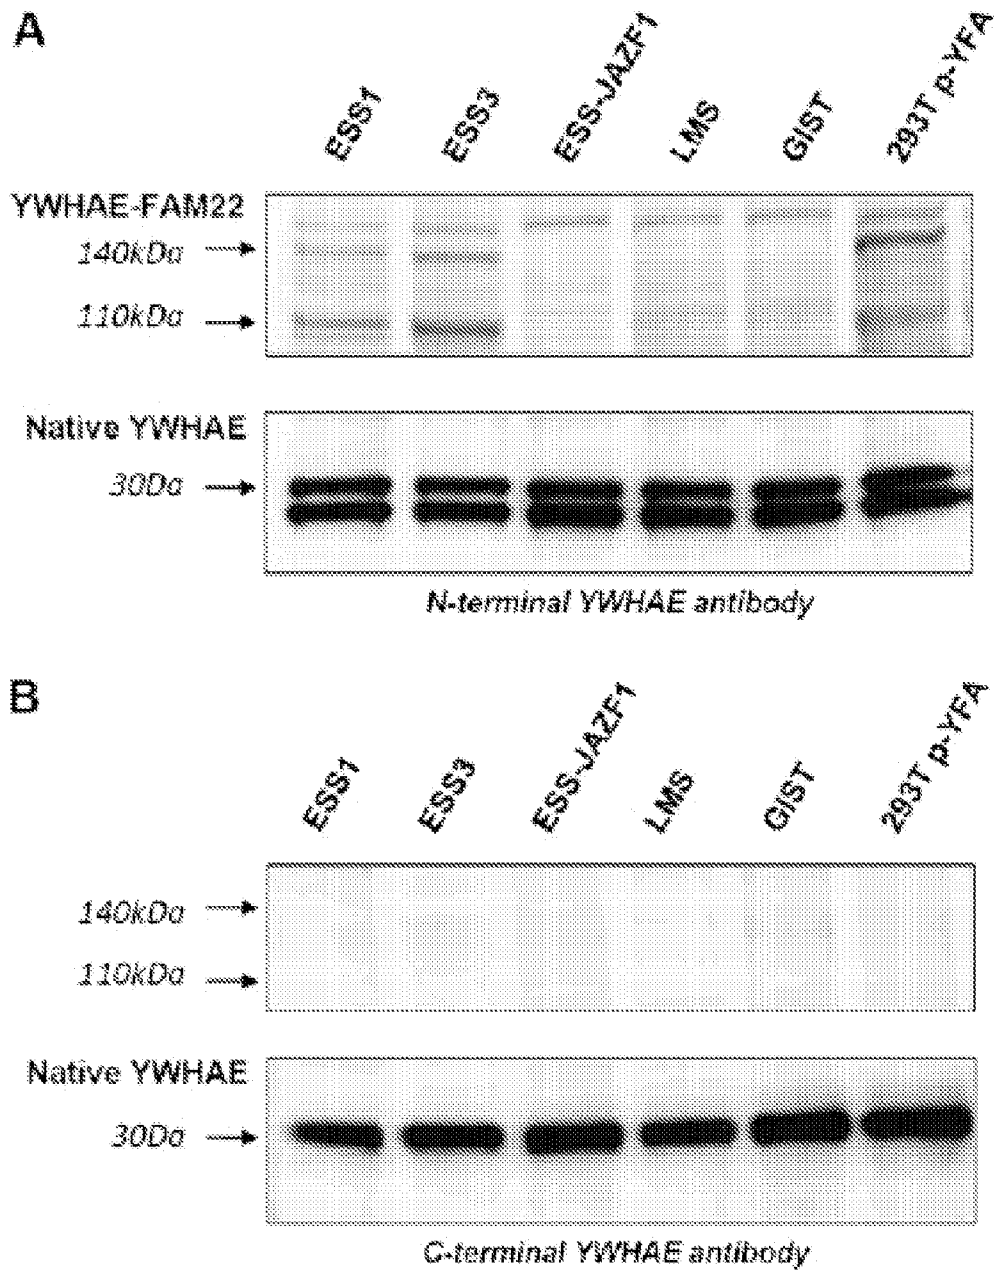 A
ESS1 ESS3 ESS-JAZF1 LMS GIST 293T p-YFA
YWHAE-FAM22
140kDa
110kDa
Native YWHAE
30Da
N-terminal YWHAE antibody
B
ESS1 ESS3 ESS-JAZF1 LMS GIST 293T p-YFA
140kDa
110kDa
Native YWHAE
30Da
C-terminal YWHAE antibody